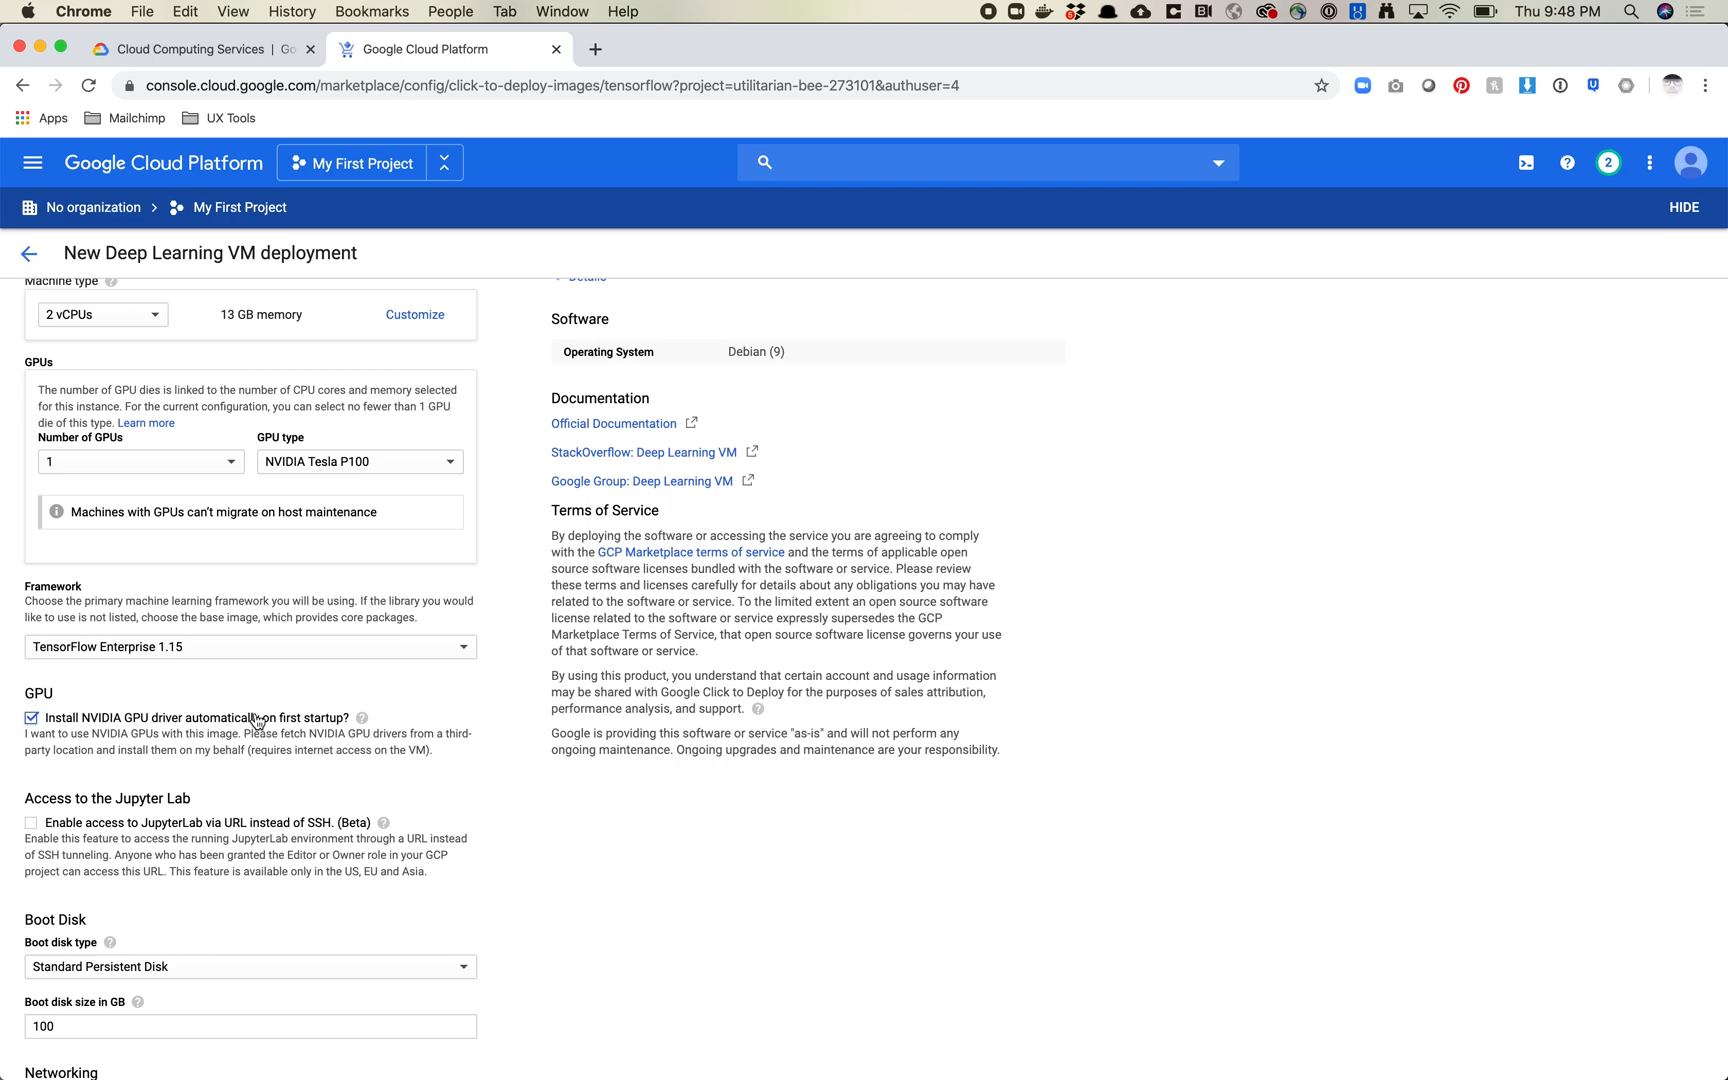 Chrome File Edit View History Bookmarks People Tab Window Help Thu 9:48 PM
Cloud Computing Services | Go Google Cloud Platform
console.cloud.google.com/marketplace/config/click-to-deploy-images/tensorflow?project=utilitarian-bee-273101&authuser=4
Apps Mailchimp UX Tools
Google Cloud Platform My First Project 2
No organization My First Project HIDE
New Deep Learning VM deployment
Machine type
2 vCPUs 13 GB memory Customize
GPUs
The number of GPU dies is linked to the number of CPU cores and memory selected
for this instance. For the current configuration, you can select no fewer than 1 GPU
die of this type. Learn more
Number of GPUs GPU type
1 NVIDIA Tesla P100
Machines with GPUs can't migrate on host maintenance
Framework
Choose the primary machine learning framework you will be using. If the library you would
like to use is not listed, choose the base image, which provides core packages.
TensorFlow Enterprise 1.15
GPU
Install NVIDIA GPU driver automatically on first startup?
I want to use NVIDIA GPUs with this image. Please fetch NVIDIA GPU drivers from a third-
party location and install them on my behalf (requires internet access on the VM).
Access to the Jupyter Lab
Enable access to JupyterLab via URL instead of SSH. (Beta)
Enable this feature to access the running JupyterLab environment through a URL instead
of SSH tunneling. Anyone who has been granted the Editor or Owner role in your GCP
project can access this URL. This feature is available only in the US, EU and Asia.
Boot Disk
Boot disk type
Standard Persistent Disk
Boot disk size in GB
100
Networking
Details
Software
Operating System Debian (9)
Documentation
Official Documentation
StackOverflow: Deep Learning VM
Google Group: Deep Learning VM
Terms of Service
By deploying the software or accessing the service you are agreeing to comply
with the GCP Marketplace terms of service and the terms of applicable open
source software licenses bundled with the software or service. Please review
these terms and licenses carefully for details about any obligations you may have
related to the software or service. To the limited extent an open source software
license related to the software or service expressly supersedes the GCP
Marketplace Terms of Service, that open source software license governs your use
of that software or service.
By using this product, you understand that certain account and usage information
may be shared with Google Click to Deploy for the purposes of sales attribution,
performance analysis, and support.
Google is providing this software or service "as-is" and will not perform any
ongoing maintenance. Ongoing upgrades and maintenance are your responsibility.